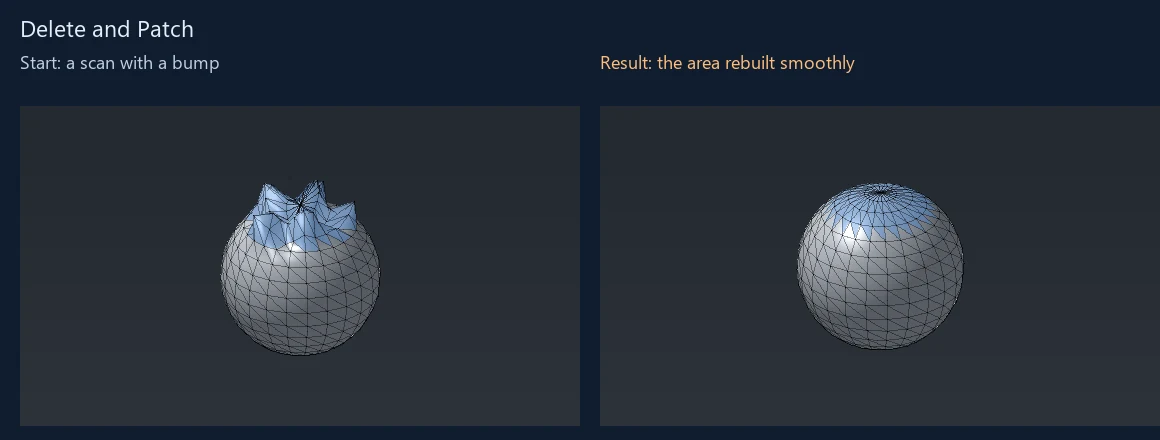 Delete and Patch
Start: a scan with a bump
Result: the area rebuilt smoothly